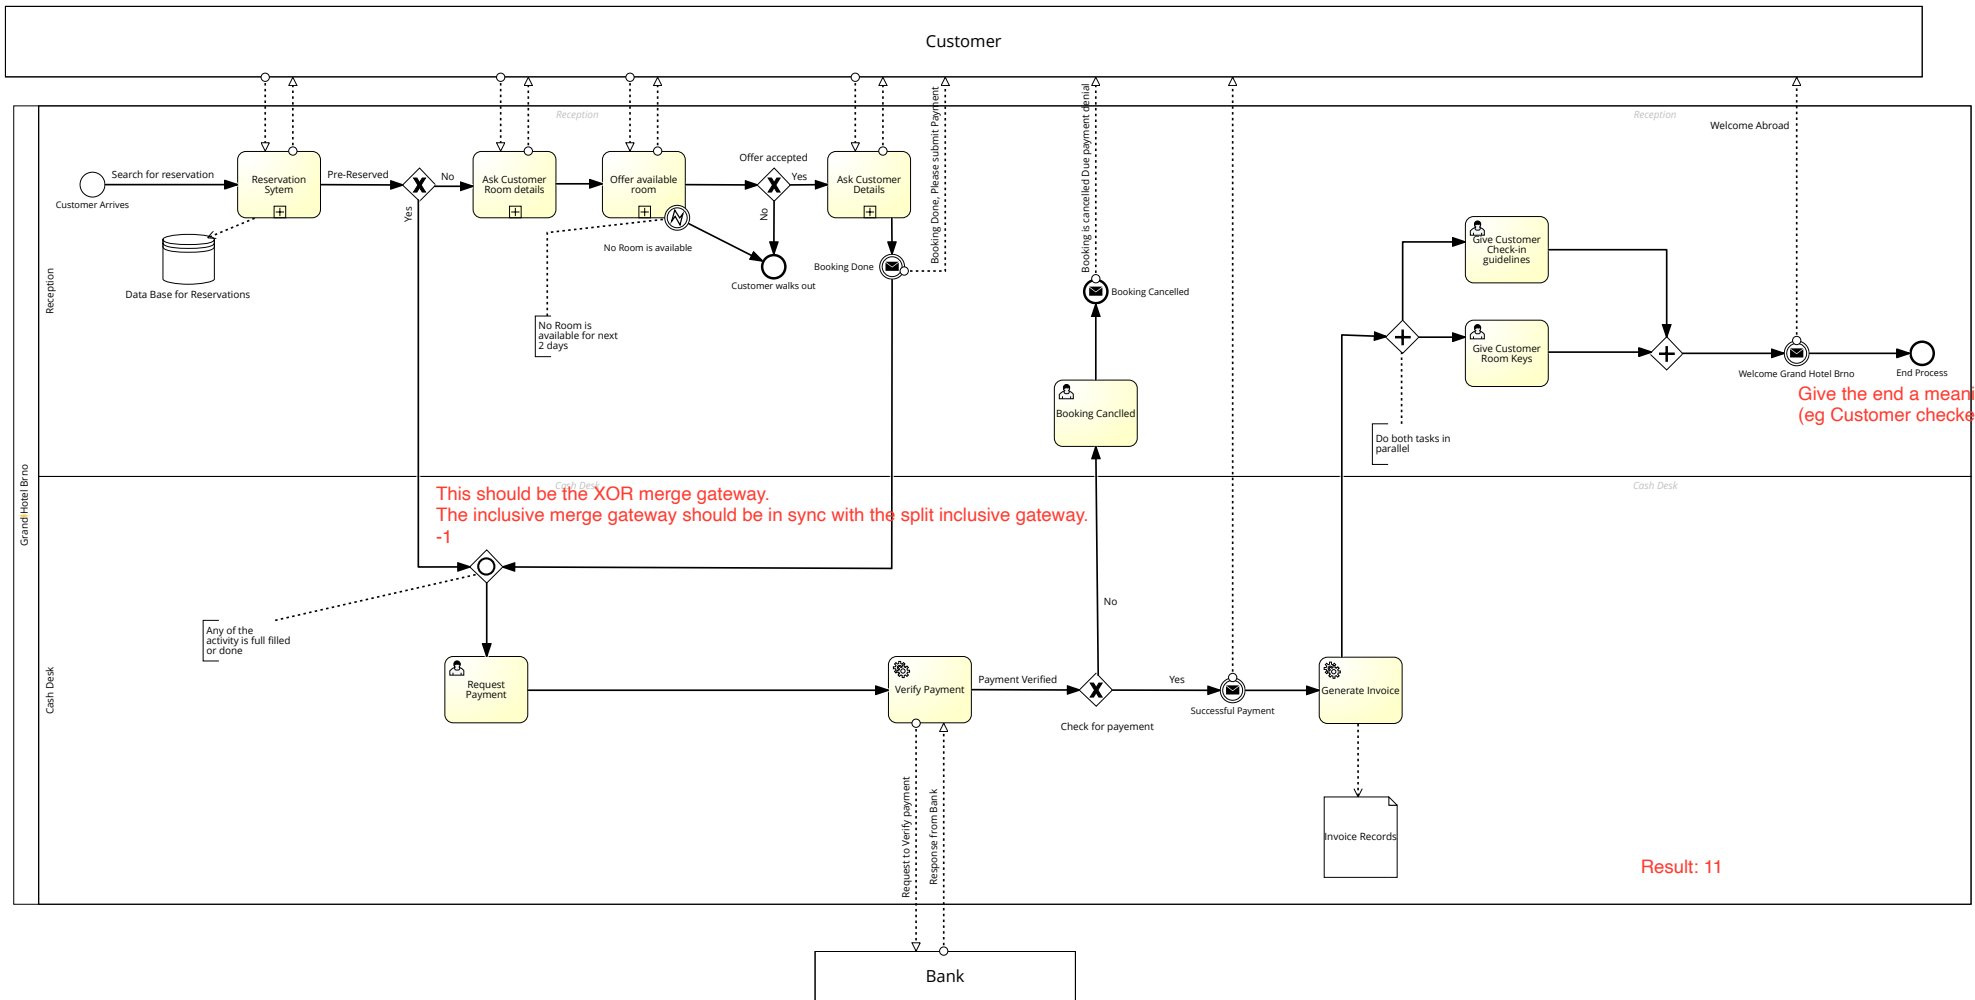 Customer
Reception
Reception
Welcome Abroad
Booking Done, Please submit Payment
Booking is cancelled Due payment denial
Search for reservation
Customer Arrives
Reservation
Sytem
Pre-Reserved
No
Yes
Ask Customer
Room details
Offer available
room
Offer accepted
Yes
No
Ask Customer
Details
No Room is available
Customer walks out
Booking Done
Data Base for Reservations
No Room is
available for next
2 days
Booking Cancelled
Booking Canclled
Give Customer
Check-in
guidelines
Give Customer
Room Keys
Do both tasks in
parallel
Welcome Grand Hotel Brno
End Process
Give the end a meani
(eg Customer checke
Reception
Grand Hotel Brno
Cash Desk
Cash Desk
This should be the XOR merge gateway.
The inclusive merge gateway should be in sync with the split inclusive gateway.
-1
Any of the
activity is full filled
or done
Cash Desk
Request
Payment
Verify Payment
Payment Verified
No
Yes
Check for payement
Successful Payment
Generate Invoice
Request to Verify payment
Response from Bank
Invoice Records
Result: 11
Bank